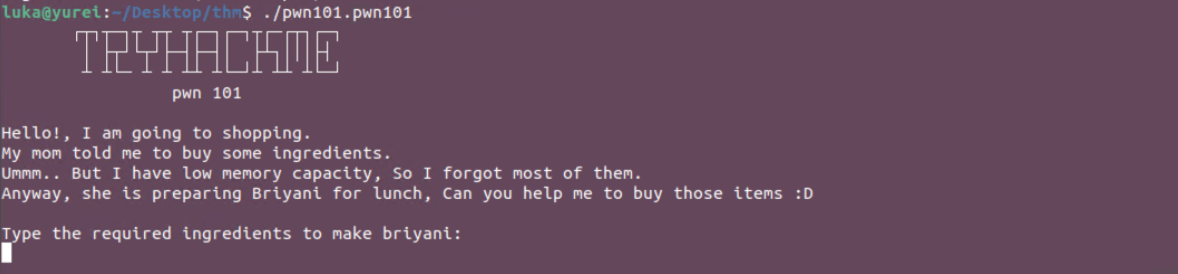 luka@yurei:~/Desktop/thm$ ./pwn101.pwn101
TRYHACKME
pwn 101
Hello!, I am going to shopping.
My mom told me to buy some ingredients.
Ummm.. But I have low memory capacity, So I forgot most of them.
Anyway, she is preparing Briyani for lunch, Can you help me to buy those items :D
Type the required ingredients to make briyani: